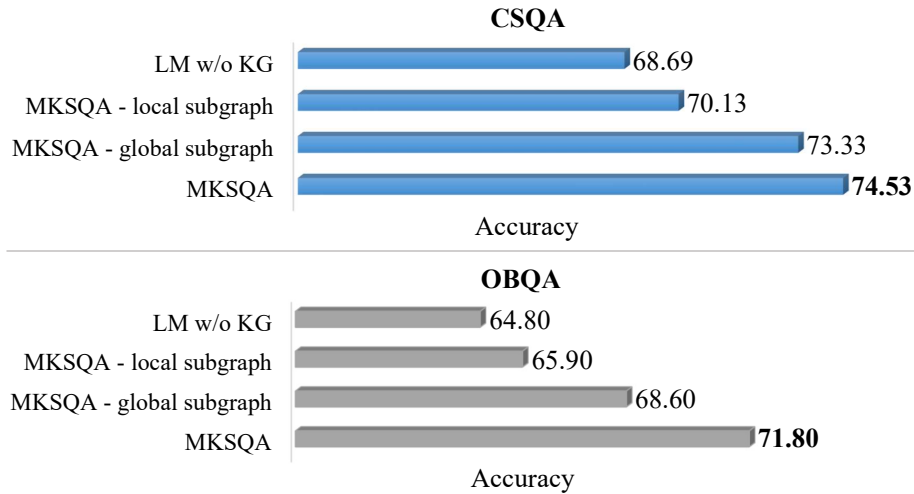 CSQA
LM w/o KG 68.69
MKSQA - local subgraph 70.13
MKSQA - global subgraph 73.33
MKSQA 74.53
Accuracy
OBQA
LM w/o KG 64.80
MKSQA - local subgraph 65.90
MKSQA - global subgraph 68.60
MKSQA 71.80
Accuracy